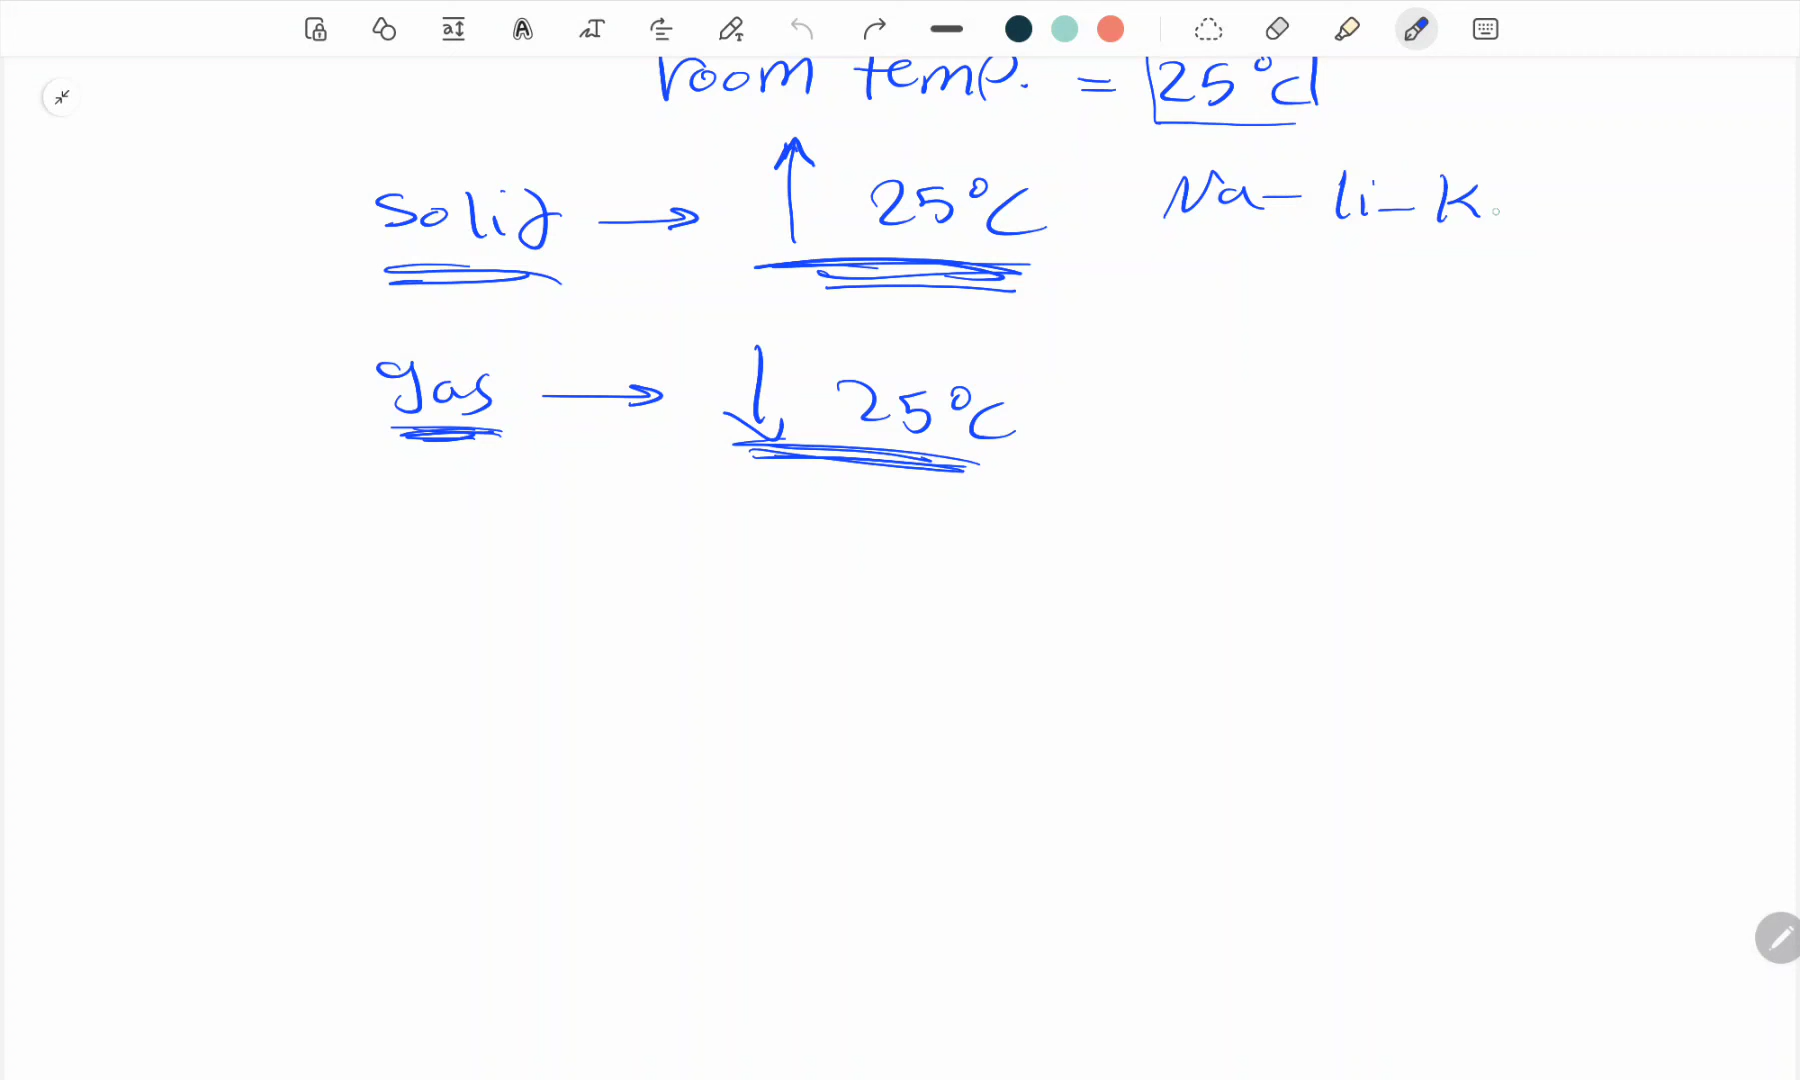 room temp. = 25°C
solid → ↑ 25°C Na – li – K
gas → ↓ 25°C